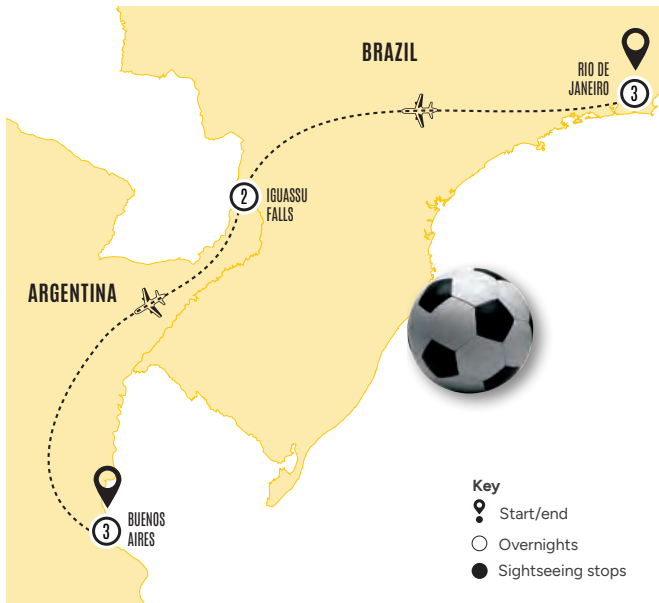 BRAZIL
RIO DE
JANEIRO
3
2
IGUASSU
FALLS
ARGENTINA
3
BUENOS
AIRES
Key
Start/end
Overnights
Sightseeing stops